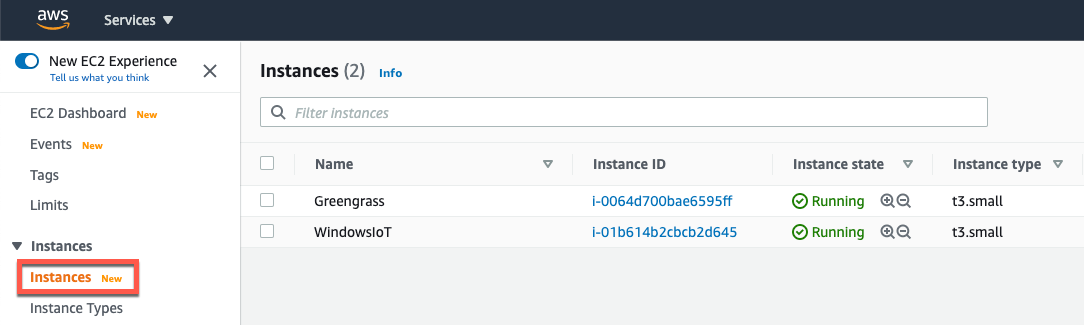 aws Services
New EC2 Experience
Tell us what you think
EC2 Dashboard New
Events New
Tags
Limits
Instances
Instances New
Instance Types
Instances (2) Info
Filter instances
Name Instance ID Instance state Instance type
Greengrass i-0064d700bae6595ff Running t3.small
WindowsIoT i-01b614b2cbcb2d645 Running t3.small